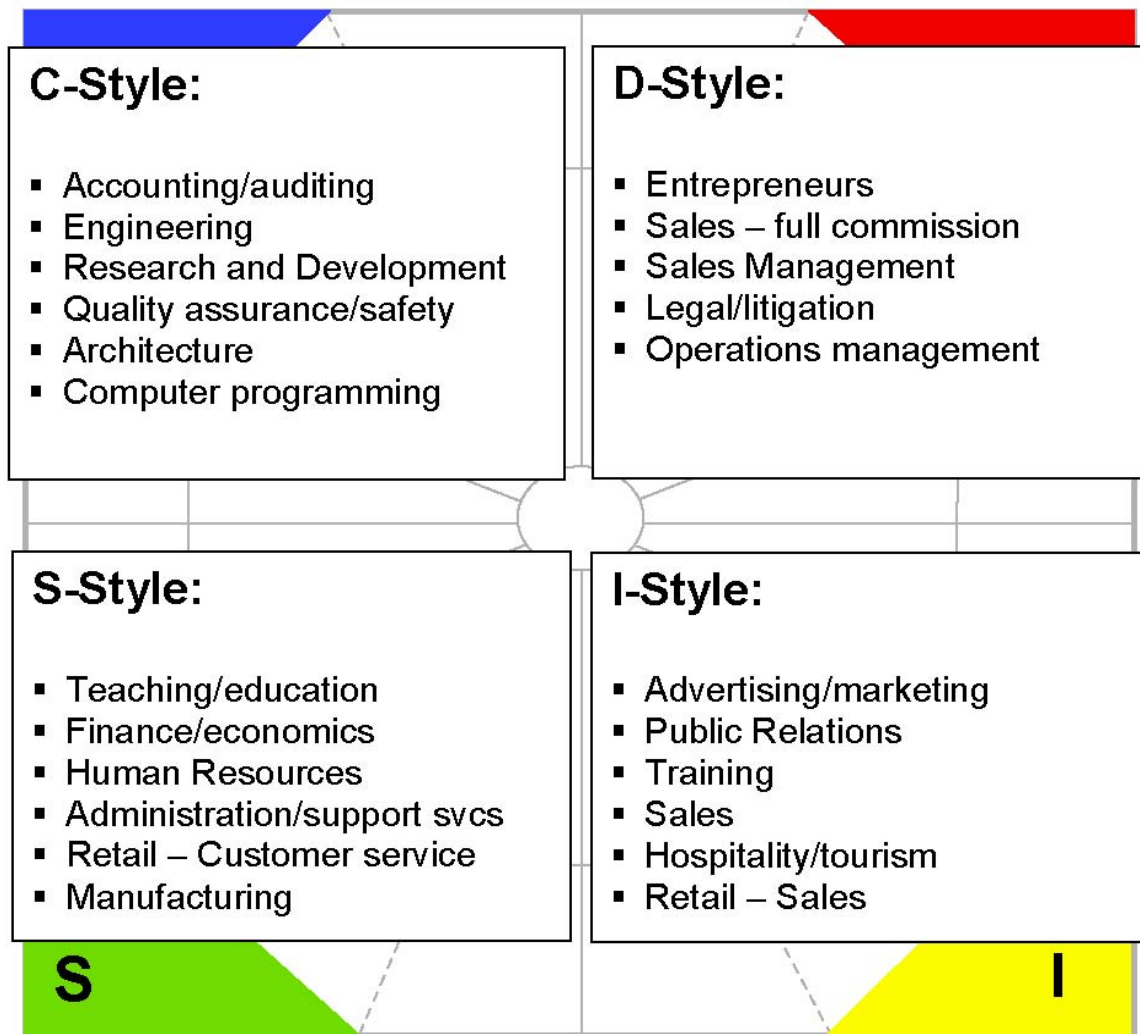 C-Style:
▪ Accounting/auditing
▪ Engineering
▪ Research and Development
▪ Quality assurance/safety
▪ Architecture
▪ Computer programming
D-Style:
▪ Entrepreneurs
▪ Sales – full commission
▪ Sales Management
▪ Legal/litigation
▪ Operations management
S-Style:
▪ Teaching/education
▪ Finance/economics
▪ Human Resources
▪ Administration/support svcs
▪ Retail – Customer service
▪ Manufacturing
I-Style:
▪ Advertising/marketing
▪ Public Relations
▪ Training
▪ Sales
▪ Hospitality/tourism
▪ Retail – Sales
S
I